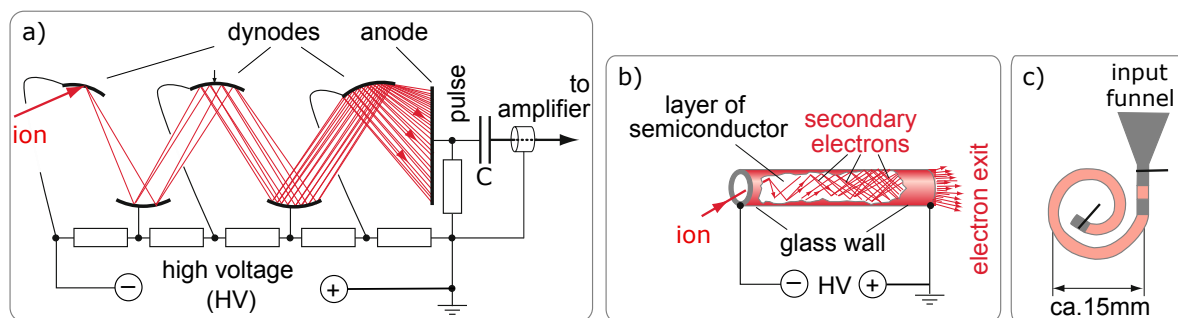 a)
dynodes
anode
ion
pulse
to
amplifier
C
high voltage
(HV)
−
+
b)
layer of
semiconductor
secondary
electrons
ion
glass wall
electron exit
− HV +
c)
input
funnel
ca.15mm